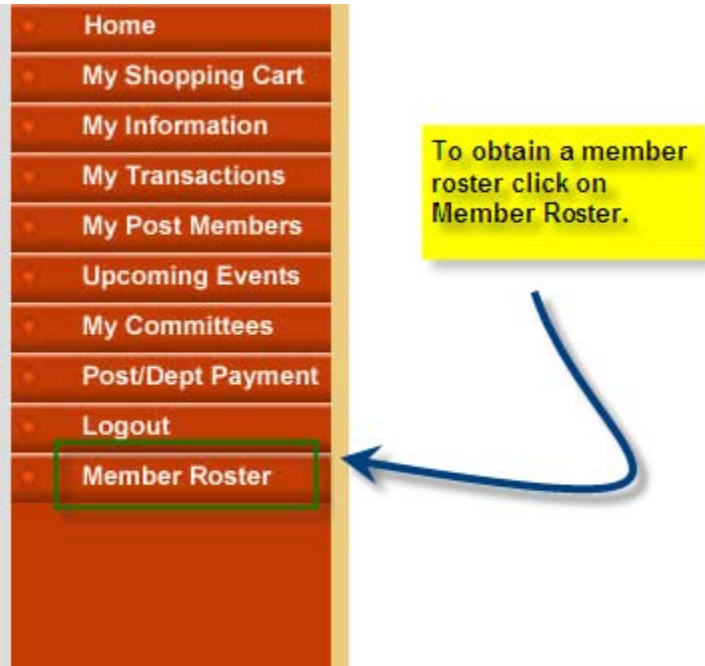 Home
My Shopping Cart
My Information
My Transactions
My Post Members
Upcoming Events
My Committees
Post/Dept Payment
Logout
Member Roster
To obtain a member
roster click on
Member Roster.